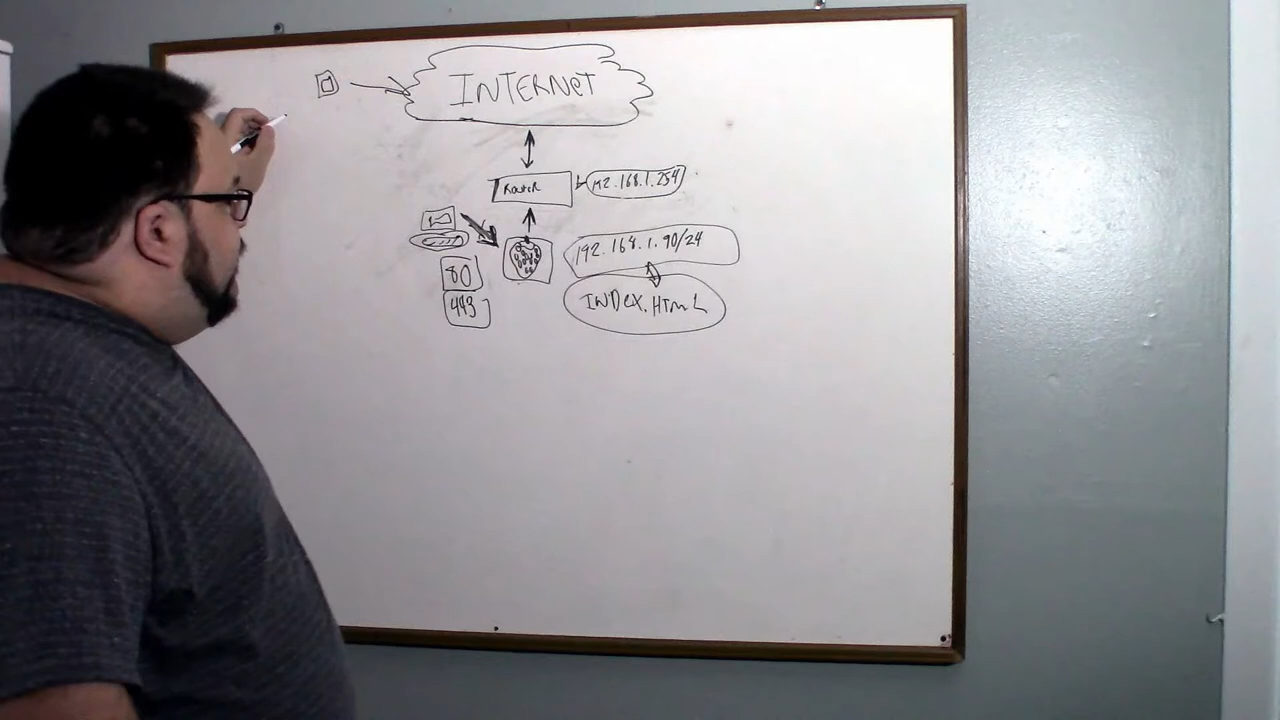 INTERNET
Router
192.168.1.254
192.168.1.90/24
80
443
INDEX.HTML